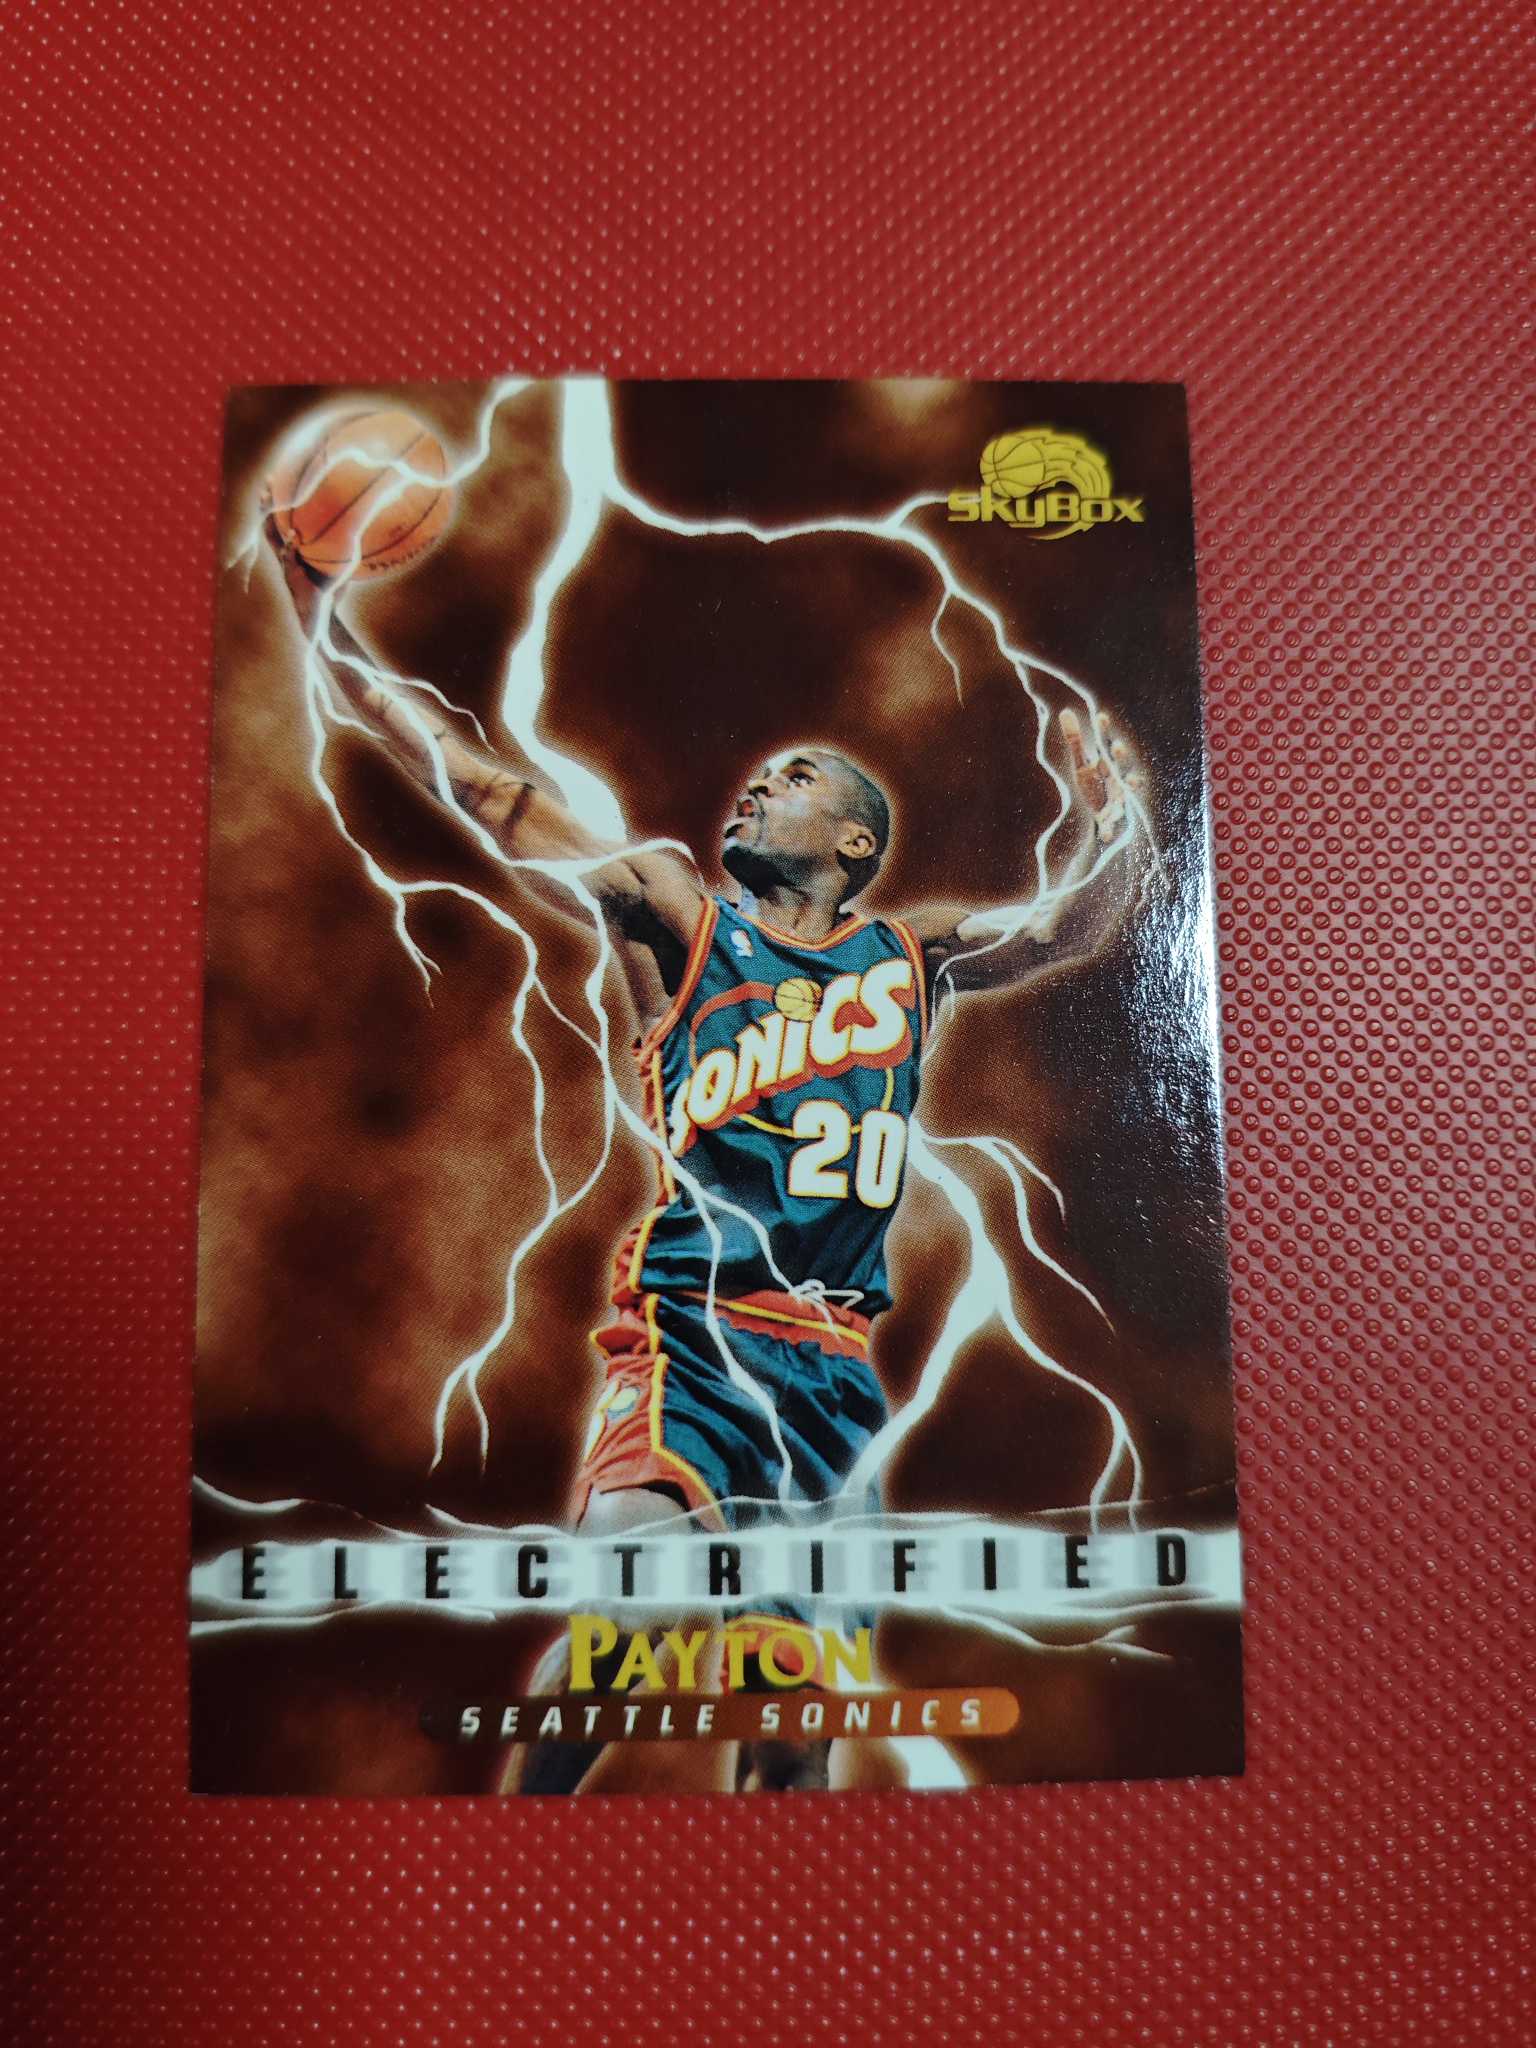 SkyBox
SONICS
20
ELECTRIFIED
PAYTON
SEATTLE SONICS